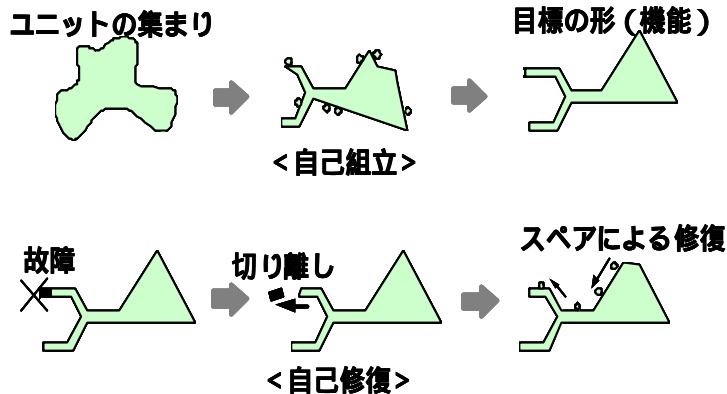 ユニットの集まり
目標の形(機能)
<自己組立>
故障
切り離し
スペアによる修復
<自己修復>